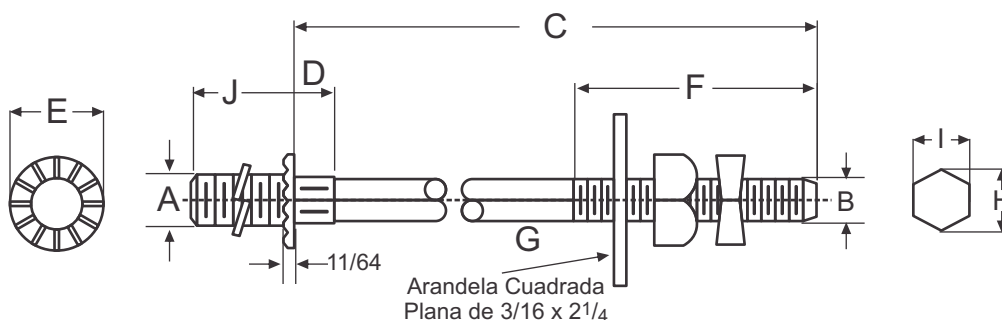 C
J
D
F
E
I
A
B
H
G
11/64
Arandela Cuadrada
Plana de 3/16 x 2 1/4